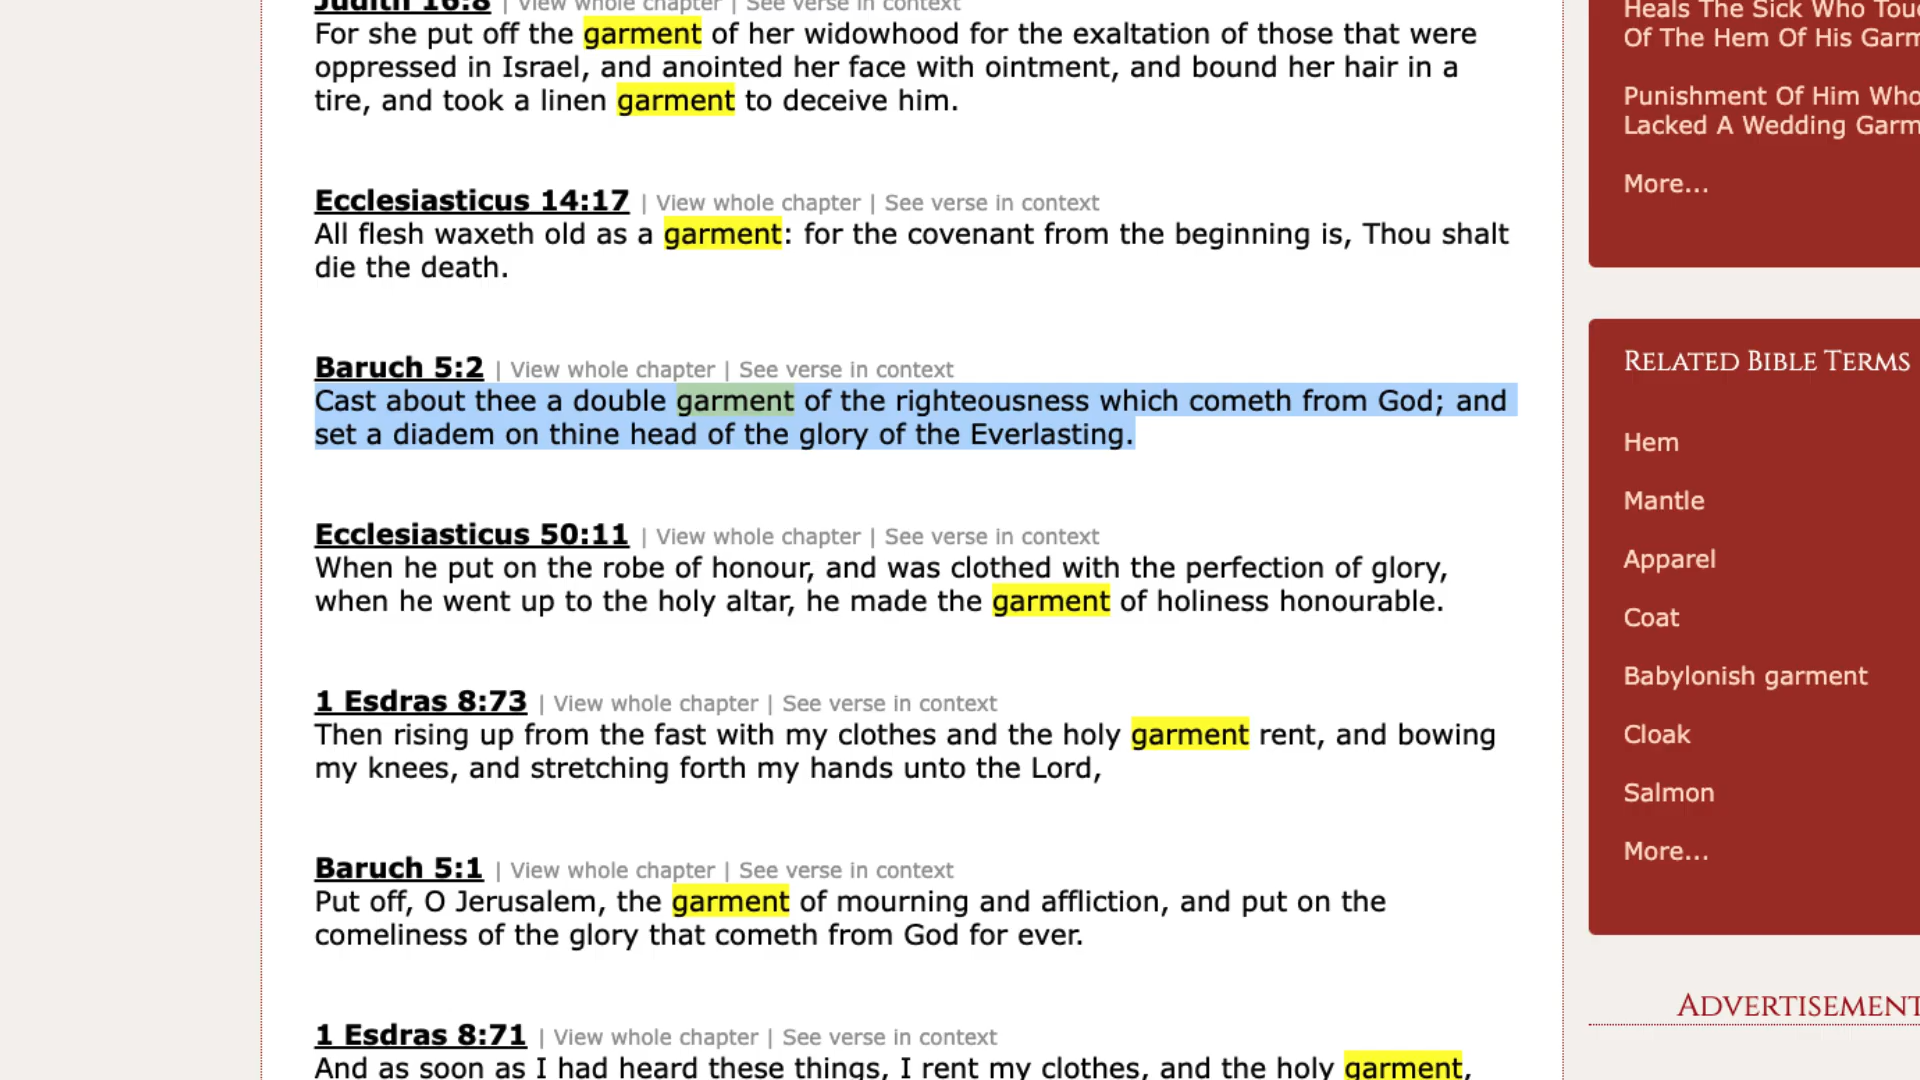 Judith 16:8 | View whole chapter | See verse in context
For she put off the garment of her widowhood for the exaltation of those that were
oppressed in Israel, and anointed her face with ointment, and bound her hair in a
tire, and took a linen garment to deceive him.
Ecclesiasticus 14:17 | View whole chapter | See verse in context
All flesh waxeth old as a garment: for the covenant from the beginning is, Thou shalt
die the death.
Baruch 5:2 | View whole chapter | See verse in context
Cast about thee a double garment of the righteousness which cometh from God; and
set a diadem on thine head of the glory of the Everlasting.
Ecclesiasticus 50:11 | View whole chapter | See verse in context
When he put on the robe of honour, and was clothed with the perfection of glory,
when he went up to the holy altar, he made the garment of holiness honourable.
1 Esdras 8:73 | View whole chapter | See verse in context
Then rising up from the fast with my clothes and the holy garment rent, and bowing
my knees, and stretching forth my hands unto the Lord,
Baruch 5:1 | View whole chapter | See verse in context
Put off, O Jerusalem, the garment of mourning and affliction, and put on the
comeliness of the glory that cometh from God for ever.
1 Esdras 8:71 | View whole chapter | See verse in context
And as soon as I had heard these things, I rent my clothes, and the holy garment,
Heals The Sick Who
Of The Hem Of His
Punishment Of Him
Lacked A Wedding
More...
RELATED BIBLE TERMS
Hem
Mantle
Apparel
Coat
Babylonish garment
Cloak
Salmon
More...
ADVERTISEMENT